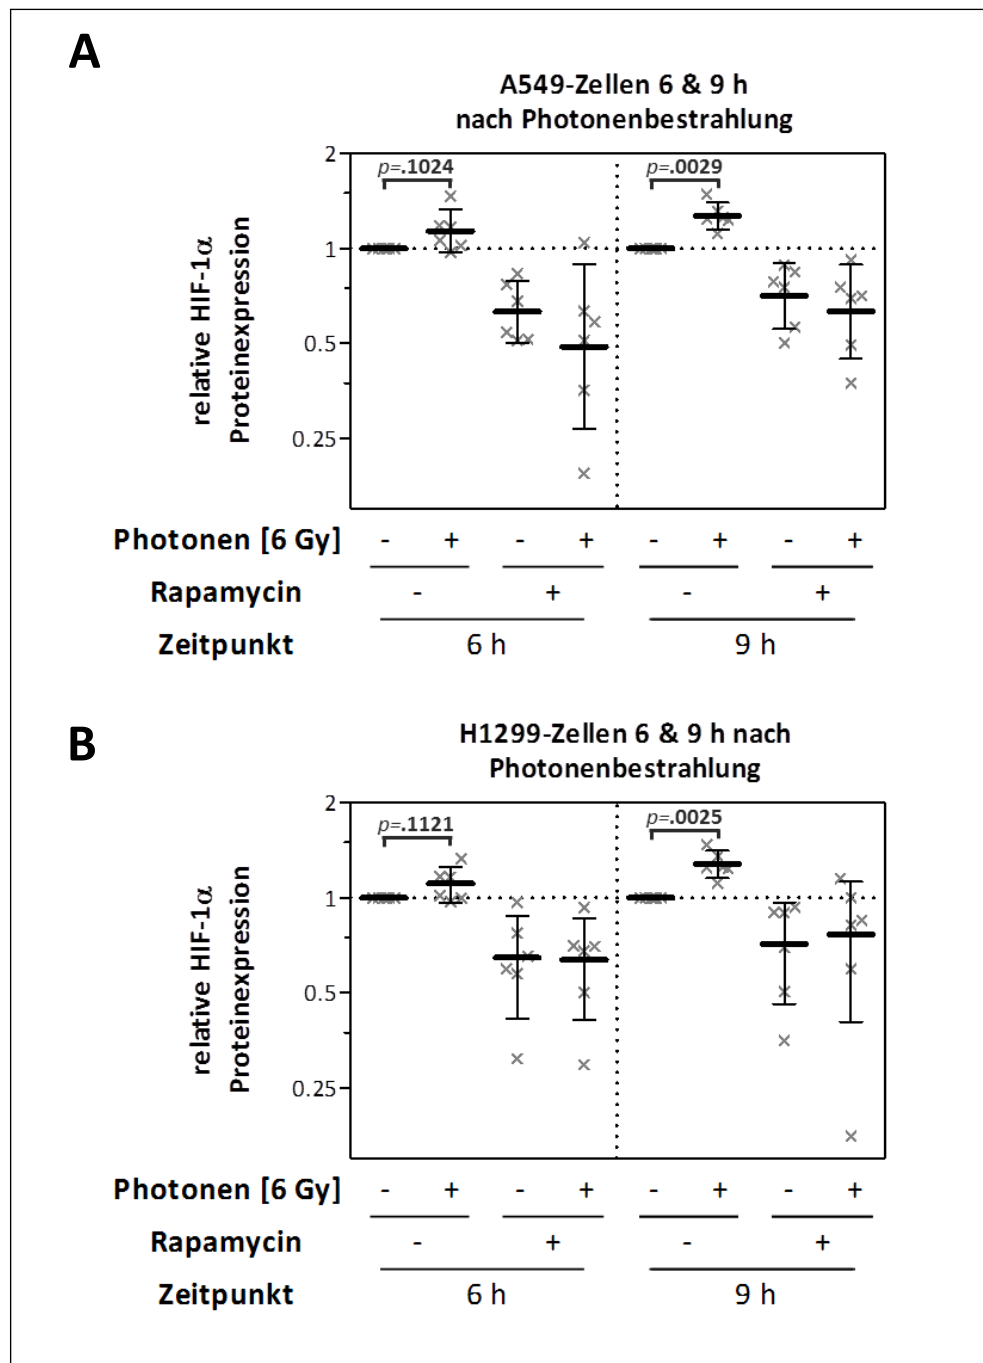 A
A549-Zellen 6 & 9 h
nach Photonenbestrahlung
relative HIF-1α
Proteinexpression
2
1
0.5
0.25
p=.1024
p=.0029
Photonen [6 Gy] - + - + - + - +
Rapamycin - + - +
Zeitpunkt 6 h 9 h
B
H1299-Zellen 6 & 9 h nach
Photonenbestrahlung
relative HIF-1α
Proteinexpression
2
1
0.5
0.25
p=.1121
p=.0025
Photonen [6 Gy] - + - + - + - +
Rapamycin - + - +
Zeitpunkt 6 h 9 h